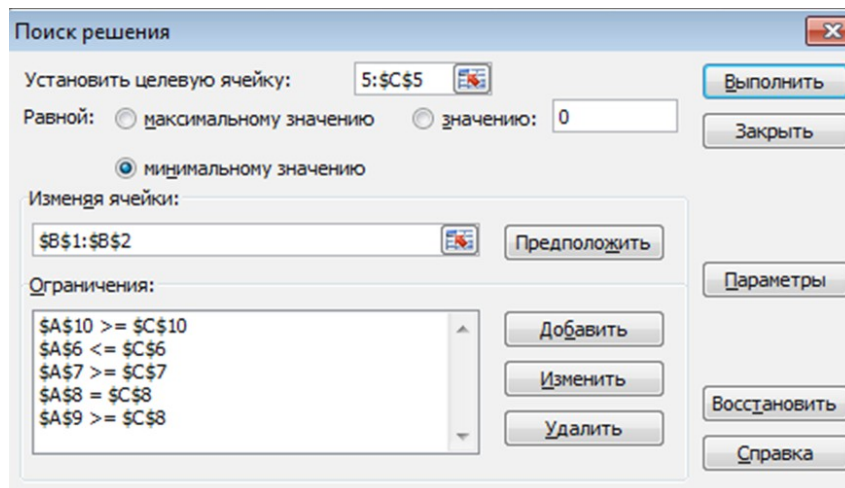 Поиск решения
Установить целевую ячейку: 5:$C$5
Выполнить
Равной: максимальному значению значению: 0
Закрыть
минимальному значению
Изменяя ячейки:
$B$1:$B$2
Предположить
Параметры
Ограничения:
$A$10 >= $C$10
$A$6 <= $C$6
$A$7 >= $C$7
$A$8 = $C$8
$A$9 >= $C$8
Добавить
Изменить
Удалить
Восстановить
Справка